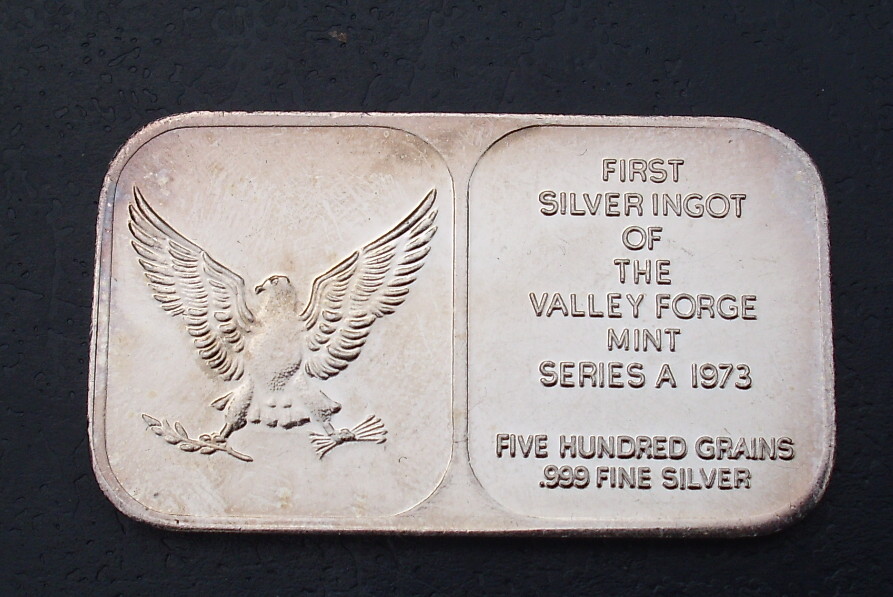 FIRST
SILVER INGOT
OF
THE
VALLEY FORGE
MINT
SERIES A 1973
FIVE HUNDRED GRAINS
.999 FINE SILVER